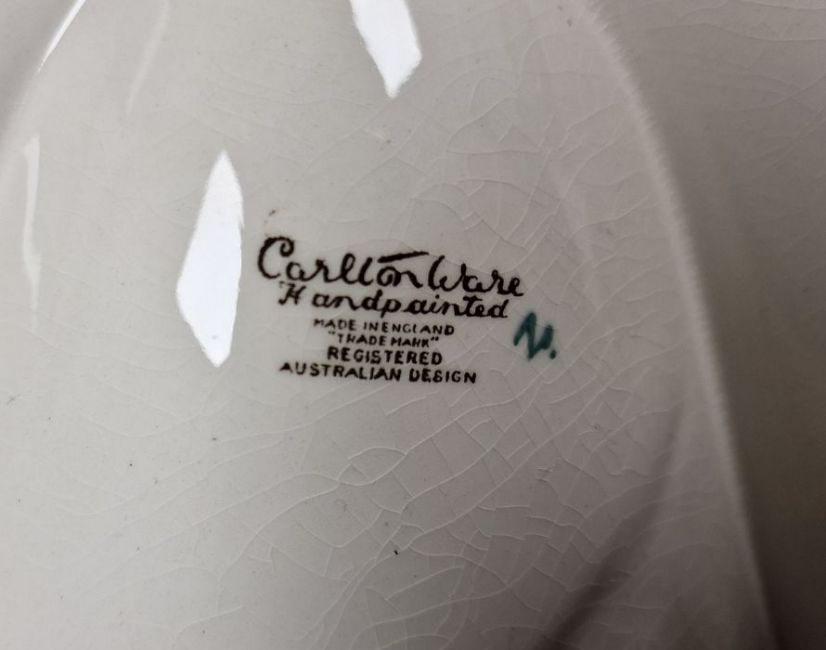 Carlton Ware
Handpainted
MADE IN ENGLAND
"TRADE MARK"
REGISTERED
AUSTRALIAN DESIGN